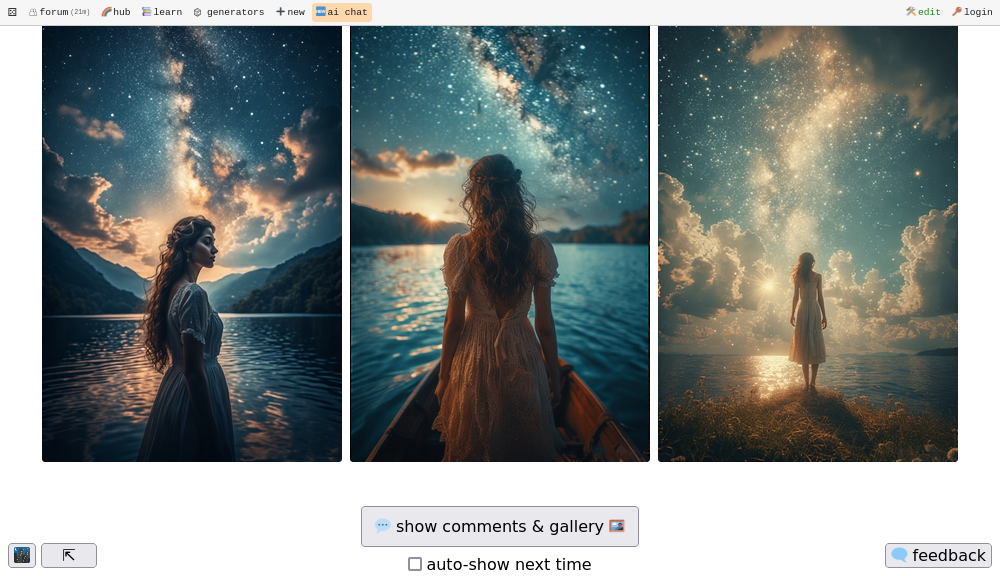 forum(21m) hub learn generators +new ai chat edit login
show comments & gallery
auto-show next time
feedback